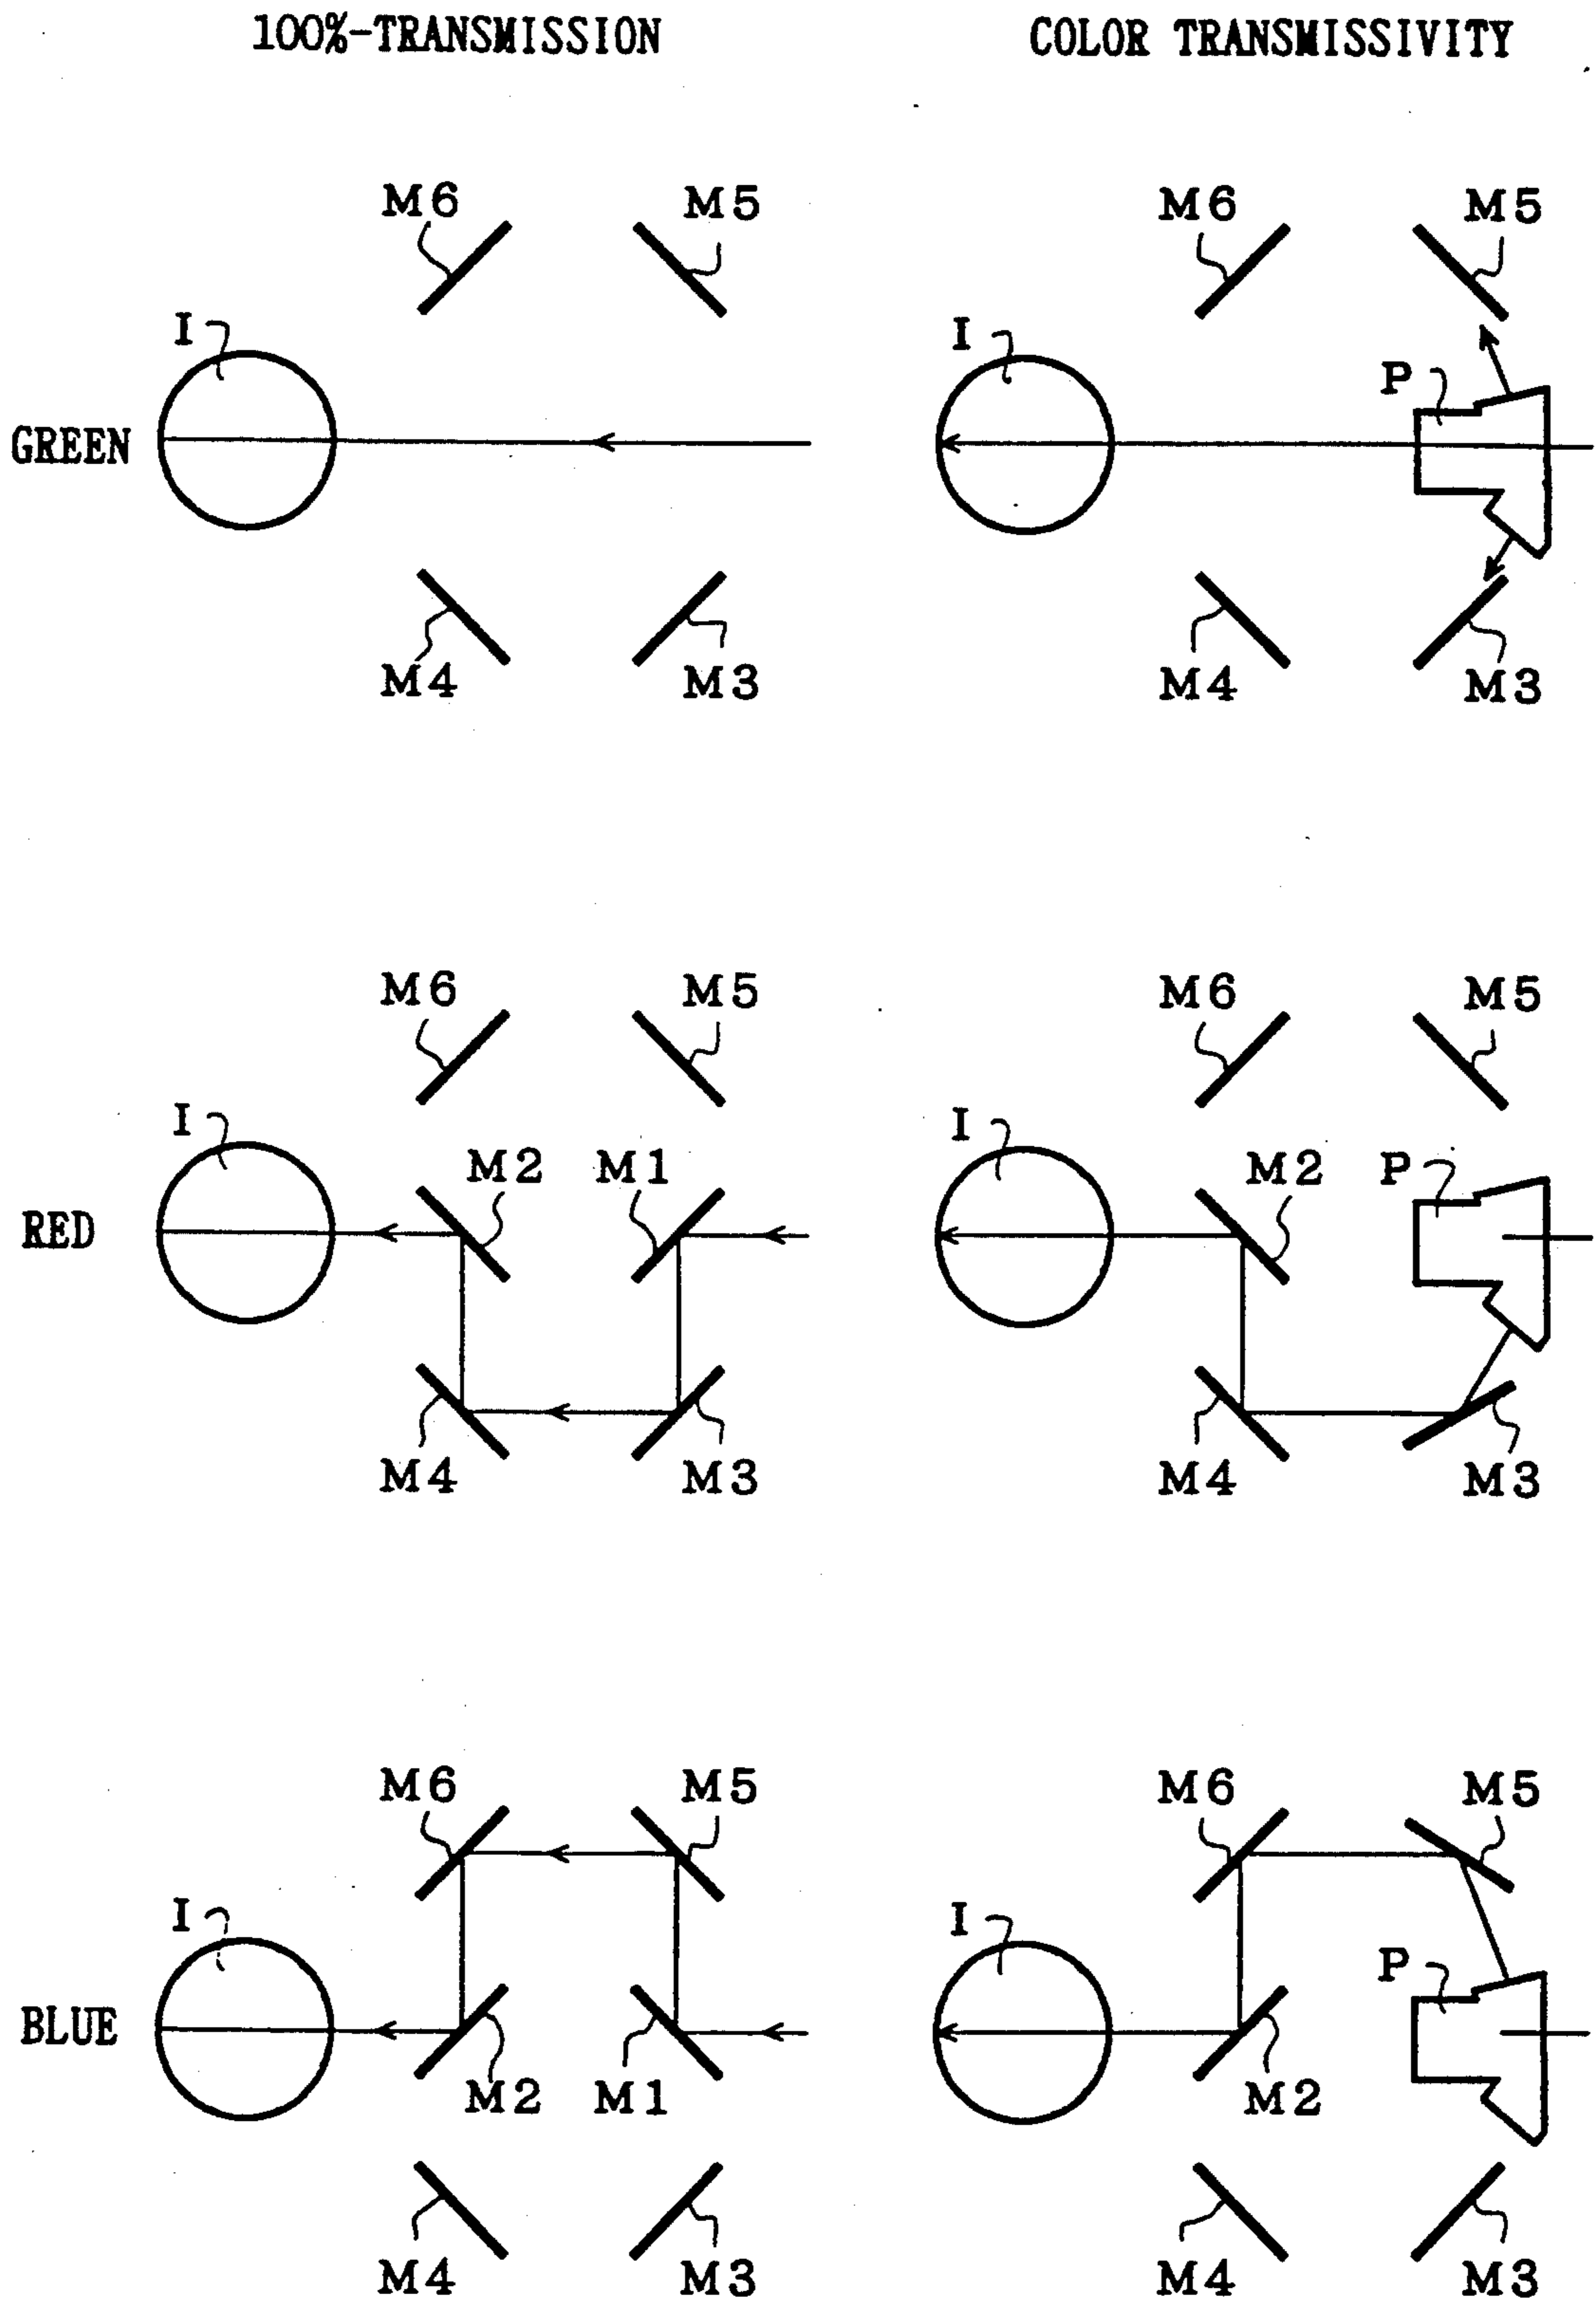 100%-TRANSMISSION COLOR TRANSMISSIVITY
M6 M5 M6 M5
I I P
GREEN
M4 M3 M4 M3
M6 M5 M6 M5
I M2 M1 I M2 P
RED
M4 M3 M4 M3
M6 M5 M6 M5
I I P
BLUE
M2 M1 M2
M4 M3 M4 M3